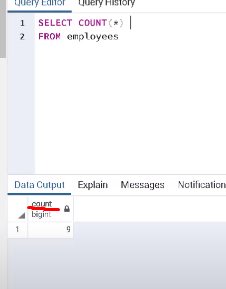 Query Editor Query History
1 SELECT COUNT(*)
2 FROM employees
Data Output Explain Messages Notification
count
bigint
1 9